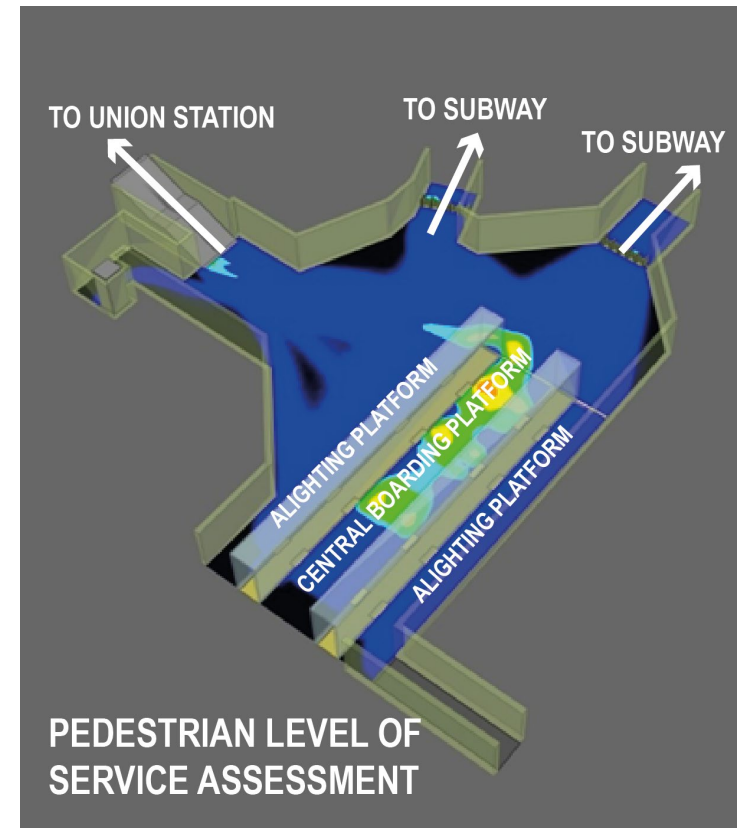 TO UNION STATION
TO SUBWAY
TO SUBWAY
ALIGHTING PLATFORM
CENTRAL BOARDING PLATFORM
ALIGHTING PLATFORM
PEDESTRIAN LEVEL OF
SERVICE ASSESSMENT